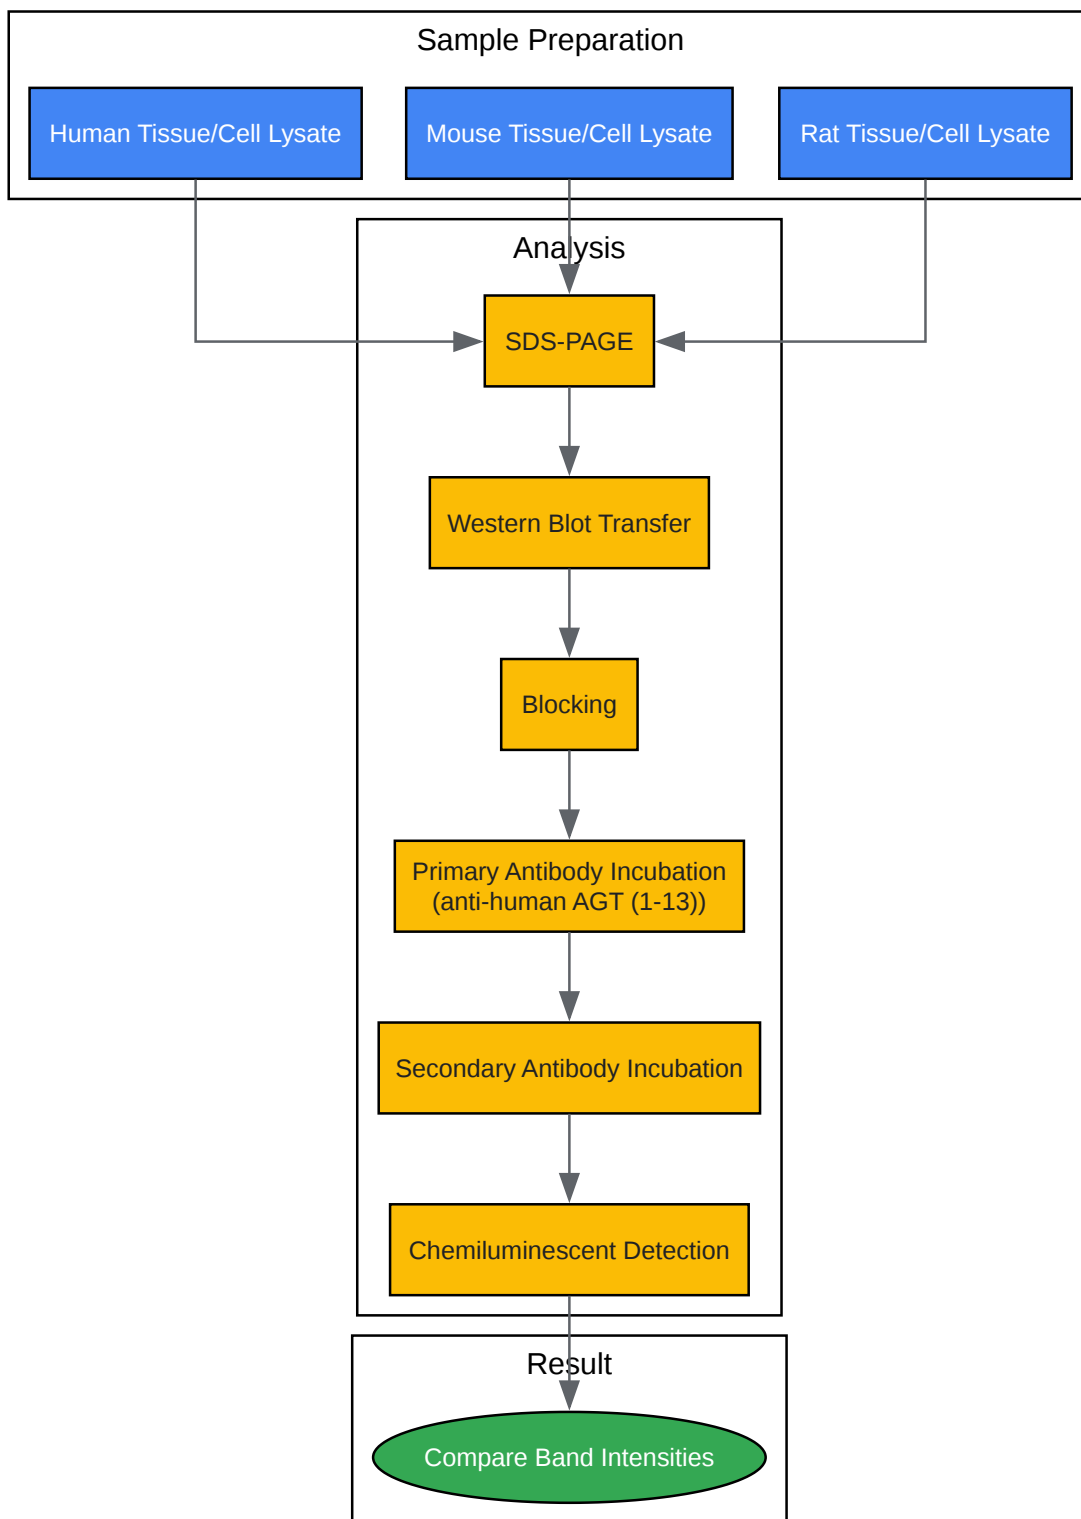 Sample Preparation
Human Tissue/Cell Lysate
Mouse Tissue/Cell Lysate
Rat Tissue/Cell Lysate
Analysis
SDS-PAGE
Western Blot Transfer
Blocking
Primary Antibody Incubation
(anti-human AGT (1-13))
Secondary Antibody Incubation
Chemiluminescent Detection
Result
Compare Band Intensities